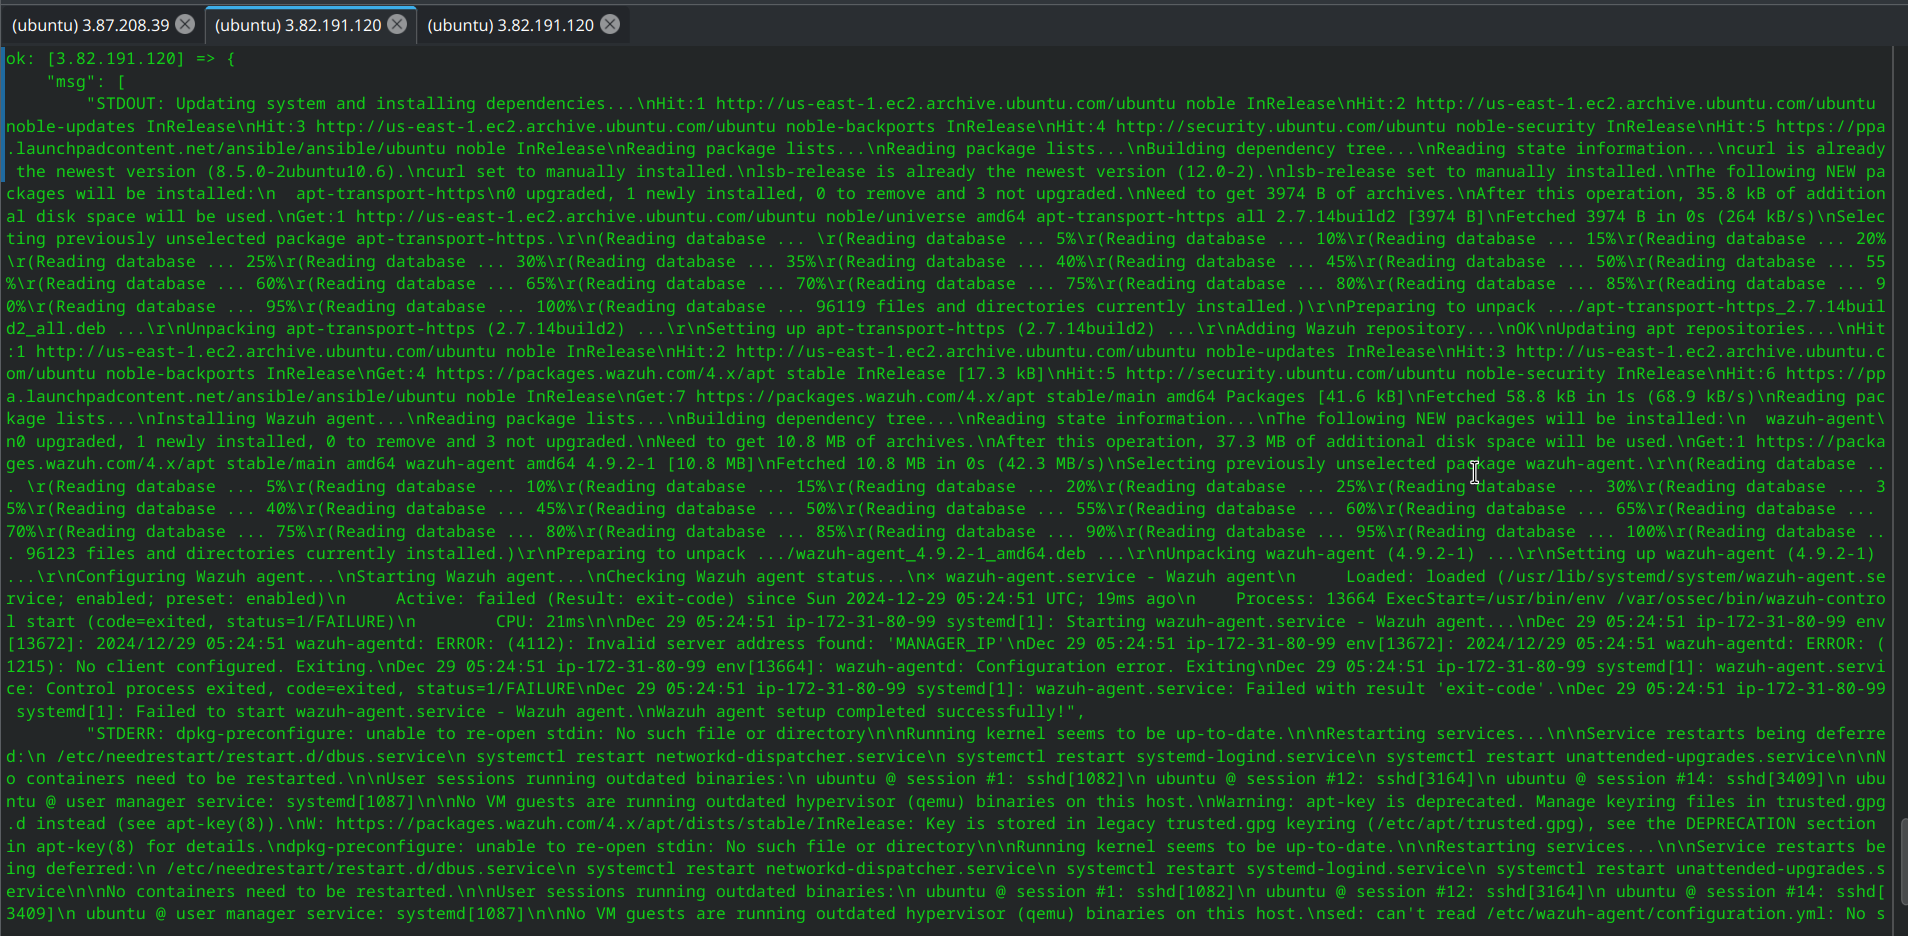 (ubuntu) 3.87.208.39 (ubuntu) 3.82.191.120 (ubuntu) 3.82.191.120
ok: [3.82.191.120] => {
    "msg": [
        "STDOUT: Updating system and installing dependencies...\nHit:1 http://us-east-1.ec2.archive.ubuntu.com/ubuntu noble InRelease\nHit:2 http://us-east-1.ec2.archive.ubuntu.com/ubuntu
noble-updates InRelease\nHit:3 http://us-east-1.ec2.archive.ubuntu.com/ubuntu noble-backports InRelease\nHit:4 http://security.ubuntu.com/ubuntu noble-security InRelease\nHit:5 https://ppa
.launchpadcontent.net/ansible/ansible/ubuntu noble InRelease\nReading package lists...\nReading package lists...\nBuilding dependency tree...\nReading state information...\ncurl is already
 the newest version (8.5.0-2ubuntu10.6).\ncurl set to manually installed.\nlsb-release is already the newest version (12.0-2).\nlsb-release set to manually installed.\nThe following NEW pa
ckages will be installed:\n  apt-transport-https\n0 upgraded, 1 newly installed, 0 to remove and 3 not upgraded.\nNeed to get 3974 B of archives.\nAfter this operation, 35.8 kB of addition
al disk space will be used.\nGet:1 http://us-east-1.ec2.archive.ubuntu.com/ubuntu noble/universe amd64 apt-transport-https all 2.7.14build2 [3974 B]\nFetched 3974 B in 0s (264 kB/s)\nSelec
ting previously unselected package apt-transport-https.\r\n(Reading database ... \r(Reading database ... 5%\r(Reading database ... 10%\r(Reading database ... 15%\r(Reading database ... 20%
\r(Reading database ... 25%\r(Reading database ... 30%\r(Reading database ... 35%\r(Reading database ... 40%\r(Reading database ... 45%\r(Reading database ... 50%\r(Reading database ... 55
%\r(Reading database ... 60%\r(Reading database ... 65%\r(Reading database ... 70%\r(Reading database ... 75%\r(Reading database ... 80%\r(Reading database ... 85%\r(Reading database ... 9
0%\r(Reading database ... 95%\r(Reading database ... 100%\r(Reading database ... 96119 files and directories currently installed.)\r\nPreparing to unpack .../apt-transport-https_2.7.14buil
d2_all.deb ...\r\nUnpacking apt-transport-https (2.7.14build2) ...\r\nSetting up apt-transport-https (2.7.14build2) ...\r\nAdding Wazuh repository...\nOK\nUpdating apt repositories...\nHit
:1 http://us-east-1.ec2.archive.ubuntu.com/ubuntu noble InRelease\nHit:2 http://us-east-1.ec2.archive.ubuntu.com/ubuntu noble-updates InRelease\nHit:3 http://us-east-1.ec2.archive.ubuntu.c
om/ubuntu noble-backports InRelease\nGet:4 https://packages.wazuh.com/4.x/apt stable InRelease [17.3 kB]\nHit:5 http://security.ubuntu.com/ubuntu noble-security InRelease\nHit:6 https://pp
a.launchpadcontent.net/ansible/ansible/ubuntu noble InRelease\nGet:7 https://packages.wazuh.com/4.x/apt stable/main amd64 Packages [41.6 kB]\nFetched 58.8 kB in 1s (68.9 kB/s)\nReading pac
kage lists...\nInstalling Wazuh agent...\nReading package lists...\nBuilding dependency tree...\nReading state information...\nThe following NEW packages will be installed:\n  wazuh-agent\
n0 upgraded, 1 newly installed, 0 to remove and 3 not upgraded.\nNeed to get 10.8 MB of archives.\nAfter this operation, 37.3 MB of additional disk space will be used.\nGet:1 https://packa
ges.wazuh.com/4.x/apt stable/main amd64 wazuh-agent amd64 4.9.2-1 [10.8 MB]\nFetched 10.8 MB in 0s (42.3 MB/s)\nSelecting previously unselected package wazuh-agent.\r\n(Reading database ..
. \r(Reading database ... 5%\r(Reading database ... 10%\r(Reading database ... 15%\r(Reading database ... 20%\r(Reading database ... 25%\r(Reading database ... 30%\r(Reading database ... 3
5%\r(Reading database ... 40%\r(Reading database ... 45%\r(Reading database ... 50%\r(Reading database ... 55%\r(Reading database ... 60%\r(Reading database ... 65%\r(Reading database ... 
70%\r(Reading database ... 75%\r(Reading database ... 80%\r(Reading database ... 85%\r(Reading database ... 90%\r(Reading database ... 95%\r(Reading database ... 100%\r(Reading database ..
. 96123 files and directories currently installed.)\r\nPreparing to unpack .../wazuh-agent_4.9.2-1_amd64.deb ...\r\nUnpacking wazuh-agent (4.9.2-1) ...\r\nSetting up wazuh-agent (4.9.2-1)
...\r\nConfiguring Wazuh agent...\nStarting Wazuh agent...\nChecking Wazuh agent status...\n× wazuh-agent.service - Wazuh agent\n     Loaded: loaded (/usr/lib/systemd/system/wazuh-agent.se
rvice; enabled; preset: enabled)\n     Active: failed (Result: exit-code) since Sun 2024-12-29 05:24:51 UTC; 19ms ago\n    Process: 13664 ExecStart=/usr/bin/env /var/ossec/bin/wazuh-contro
l start (code=exited, status=1/FAILURE)\n        CPU: 21ms\n\nDec 29 05:24:51 ip-172-31-80-99 systemd[1]: Starting wazuh-agent.service - Wazuh agent...\nDec 29 05:24:51 ip-172-31-80-99 env
[13672]: 2024/12/29 05:24:51 wazuh-agentd: ERROR: (4112): Invalid server address found: 'MANAGER_IP'\nDec 29 05:24:51 ip-172-31-80-99 env[13672]: 2024/12/29 05:24:51 wazuh-agentd: ERROR: (
1215): No client configured. Exiting.\nDec 29 05:24:51 ip-172-31-80-99 env[13664]: wazuh-agentd: Configuration error. Exiting\nDec 29 05:24:51 ip-172-31-80-99 systemd[1]: wazuh-agent.servi
ce: Control process exited, code=exited, status=1/FAILURE\nDec 29 05:24:51 ip-172-31-80-99 systemd[1]: wazuh-agent.service: Failed with result 'exit-code'.\nDec 29 05:24:51 ip-172-31-80-99
 systemd[1]: Failed to start wazuh-agent.service - Wazuh agent.\nWazuh agent setup completed successfully!",
        "STDERR: dpkg-preconfigure: unable to re-open stdin: No such file or directory\n\nRunning kernel seems to be up-to-date.\n\nRestarting services...\n\nService restarts being deferre
d:\n /etc/needrestart/restart.d/dbus.service\n systemctl restart networkd-dispatcher.service\n systemctl restart systemd-logind.service\n systemctl restart unattended-upgrades.service\n\nN
o containers need to be restarted.\n\nUser sessions running outdated binaries:\n ubuntu @ session #1: sshd[1082]\n ubuntu @ session #12: sshd[3164]\n ubuntu @ session #14: sshd[3409]\n ubu
ntu @ user manager service: systemd[1087]\n\nNo VM guests are running outdated hypervisor (qemu) binaries on this host.\nWarning: apt-key is deprecated. Manage keyring files in trusted.gpg
.d instead (see apt-key(8)).\nW: https://packages.wazuh.com/4.x/apt/dists/stable/InRelease: Key is stored in legacy trusted.gpg keyring (/etc/apt/trusted.gpg), see the DEPRECATION section
in apt-key(8) for details.\ndpkg-preconfigure: unable to re-open stdin: No such file or directory\n\nRunning kernel seems to be up-to-date.\n\nRestarting services...\n\nService restarts be
ing deferred:\n /etc/needrestart/restart.d/dbus.service\n systemctl restart networkd-dispatcher.service\n systemctl restart systemd-logind.service\n systemctl restart unattended-upgrades.s
ervice\n\nNo containers need to be restarted.\n\nUser sessions running outdated binaries:\n ubuntu @ session #1: sshd[1082]\n ubuntu @ session #12: sshd[3164]\n ubuntu @ session #14: sshd[
3409]\n ubuntu @ user manager service: systemd[1087]\n\nNo VM guests are running outdated hypervisor (qemu) binaries on this host.\nsed: can't read /etc/wazuh-agent/configuration.yml: No s